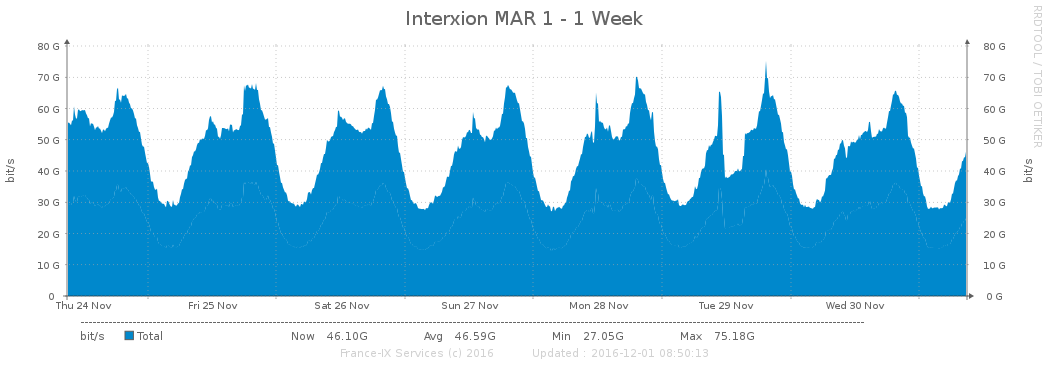 Interxion MAR 1 - 1 Week
RRDTOOL / TOBI OETIKER
80 G 80 G
70 G 70 G
60 G 60 G
50 G 50 G
40 G 40 G
30 G 30 G
20 G 20 G
10 G 10 G
0 0 G
bit/s
bit/s
Thu 24 Nov Fri 25 Nov Sat 26 Nov Sun 27 Nov Mon 28 Nov Tue 29 Nov Wed 30 Nov
bit/s Total Now 46.10G Avg 46.59G Min 27.05G Max 75.18G
France-IX Services (c) 2016 Updated : 2016-12-01 08:50:13